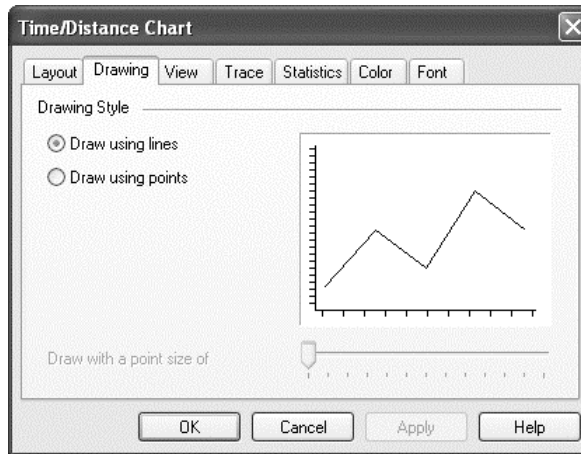 Time/Distance Chart
Layout Drawing View Trace Statistics Color Font
Drawing Style
Draw using lines
Draw using points
Draw with a point size of
OK Cancel Apply Help